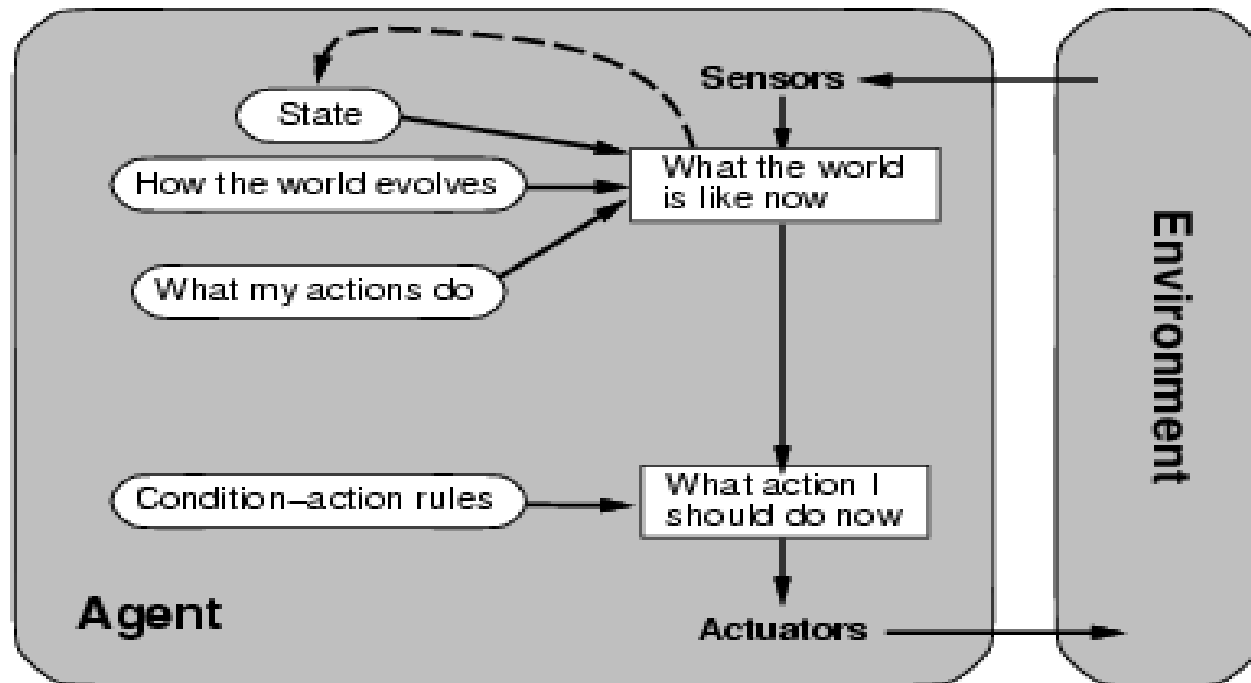 Sensors
State
What the world
is like now
How the world evolves
What my actions do
Environment
Condition–action rules
What action I
should do now
Agent
Actuators